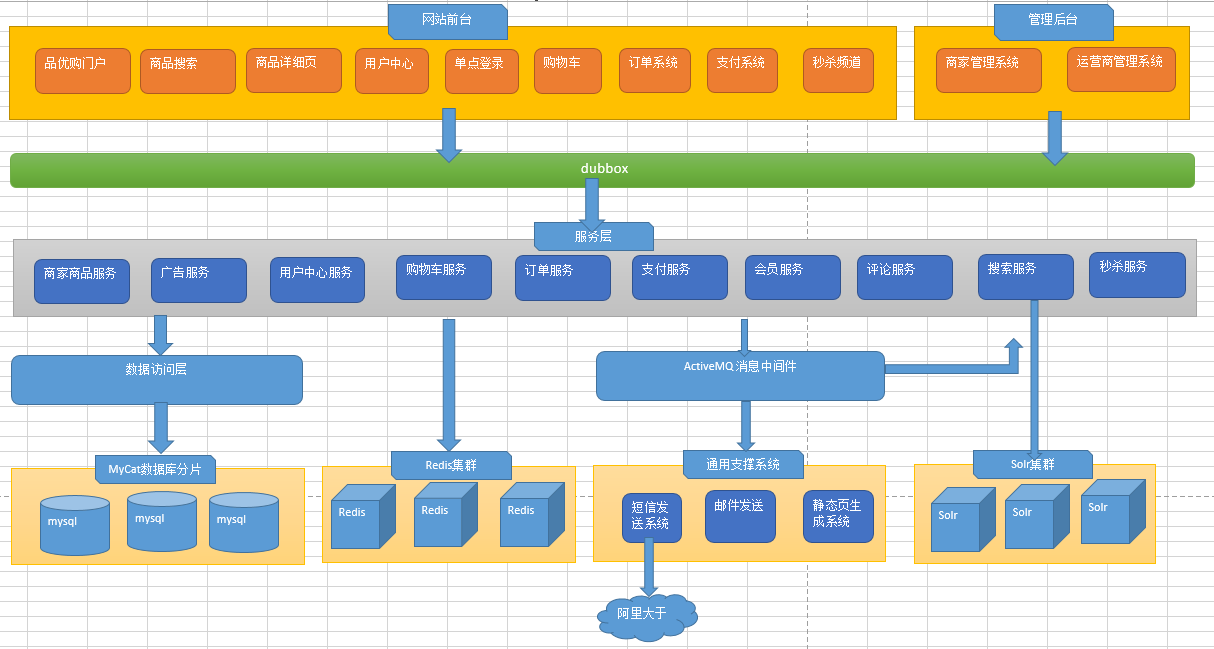 网站前台
管理后台
品优购门户
商品搜索
商品详细页
用户中心
单点登录
购物车
订单系统
支付系统
秒杀频道
商家管理系统
运营商管理系统
dubbox
服务层
商家商品服务
广告服务
用户中心服务
购物车服务
订单服务
支付服务
会员服务
评论服务
搜索服务
秒杀服务
数据访问层
ActiveMQ 消息中间件
MyCat数据库分片
Redis集群
通用支撑系统
Solr集群
mysql
mysql
mysql
Redis
Redis
Redis
短信发
送系统
邮件发送
静态页生
成系统
Solr
Solr
Solr
阿里大于